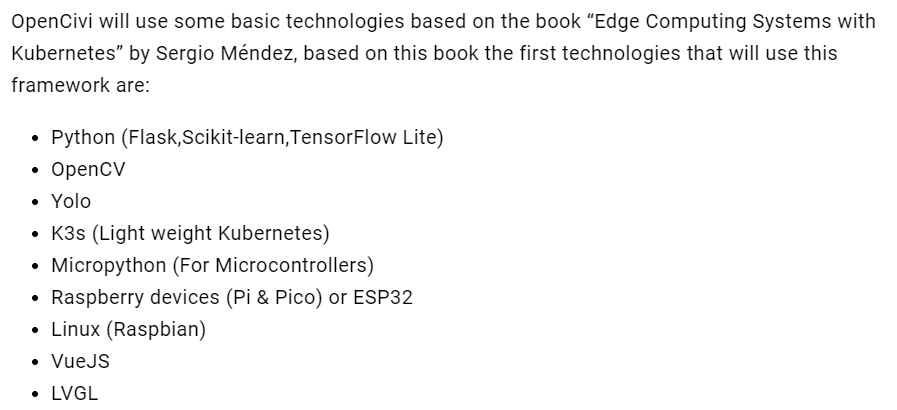 OpenCivi will use some basic technologies based on the book “Edge Computing Systems with
Kubernetes” by Sergio Méndez, based on this book the first technologies that will use this
framework are:
• Python (Flask,Scikit-learn,TensorFlow Lite)
• OpenCV
• Yolo
• K3s (Light weight Kubernetes)
• Micropython (For Microcontrollers)
• Raspberry devices (Pi & Pico) or ESP32
• Linux (Raspbian)
• VueJS
• LVGL